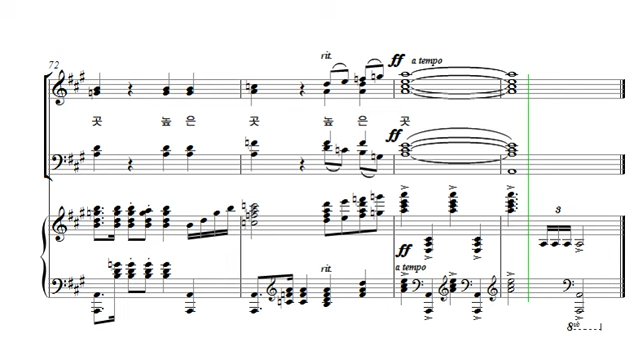 72
rit.
ff a tempo
곳 높 은 곳 높 은 곳
ff
3
ff
rit.
a tempo
8vb